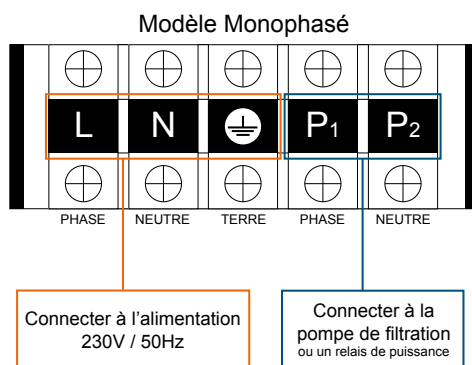 Modèle Monophasé
L N P1 P2
PHASE NEUTRE TERRE PHASE NEUTRE
Connecter à l'alimentation
230V / 50Hz
Connecter à la
pompe de filtration
ou un relais de puissance